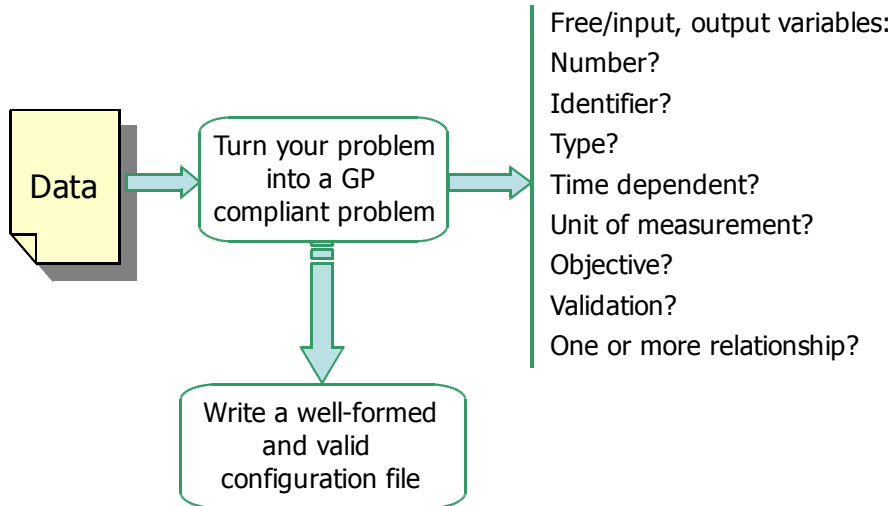 Data
Turn your problem
into a GP
compliant problem
Free/input, output variables:
Number?
Identifier?
Type?
Time dependent?
Unit of measurement?
Objective?
Validation?
One or more relationship?
Write a well-formed
and valid
configuration file